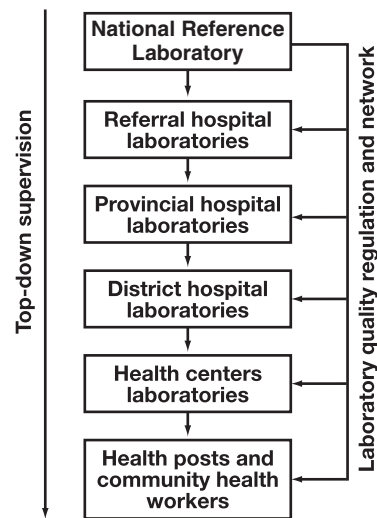 National Reference
Laboratory
Referral hospital
laboratories
Provincial hospital
laboratories
District hospital
laboratories
Health centers
laboratories
Health posts and
community health
workers
Top-down supervision
Laboratory quality regulation and network